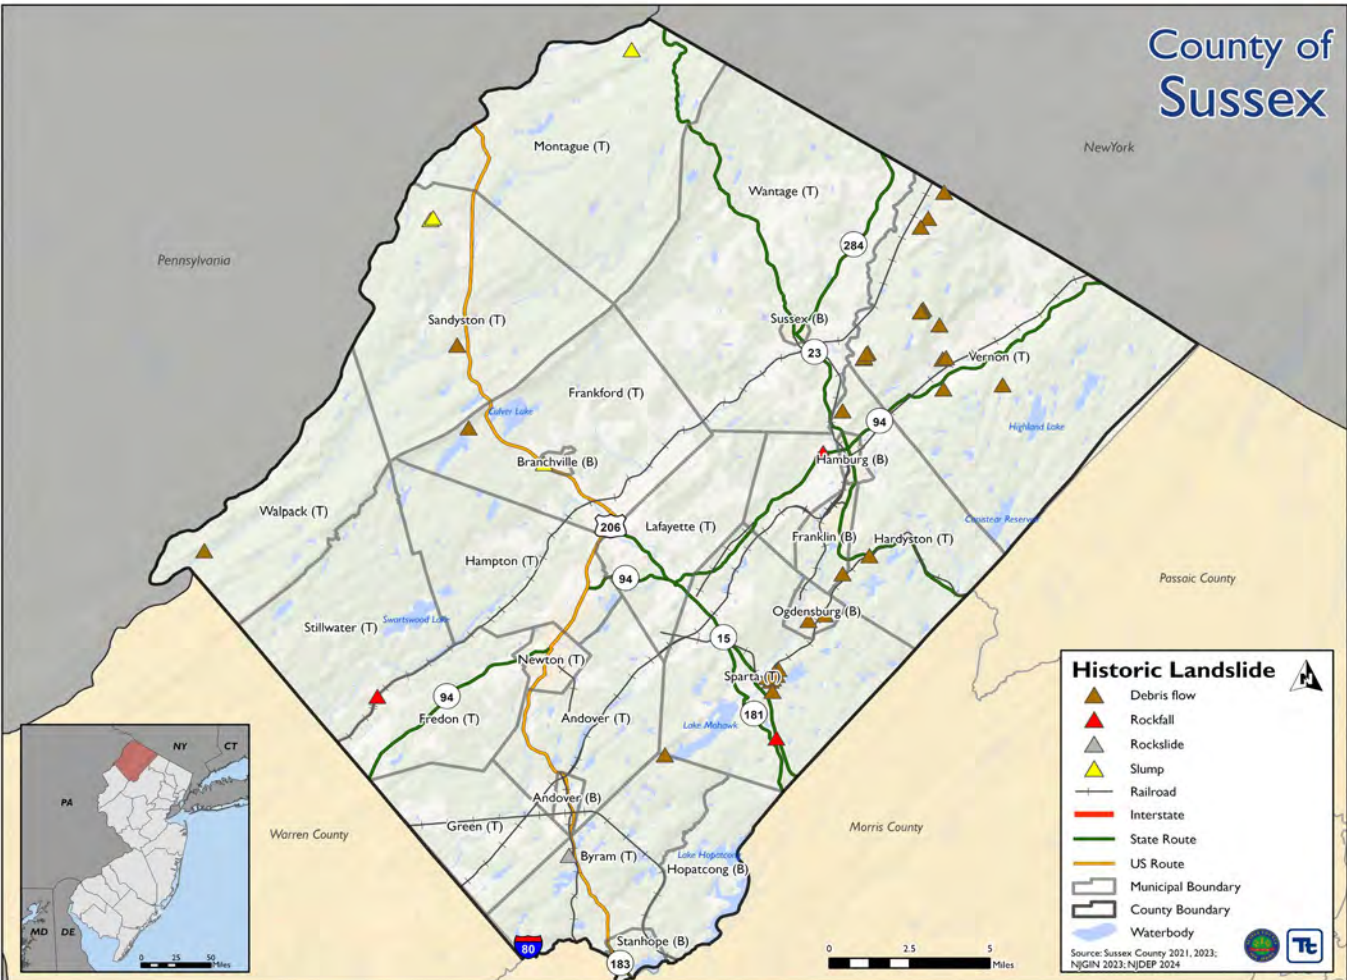 County of
Sussex
NewYork
Pennsylvania
Montague (T)
Wantage (T)
284
Sandyston (T)
Sussex (B)
23
Vernon (T)
Frankford (T)
Culver Lake
94
Highland Lake
Branchville (B)
Hamburg (B)
Walpack (T)
206
Lafayette (T)
Canistear Reservoir
Franklin (B)
Hardyston (T)
Hampton (T)
94
Passaic County
Ogdensburg (B)
Swartswood Lake
Stillwater (T)
15
Newton (T)
Sparta (T)
94
Fredon (T)
Andover (T)
181
Lake Mohawk
Andover (B)
Green (T)
Warren County
Morris County
Byram (T)
Lake Hopatcong
Hopatcong (B)
Stanhope (B)
80
183
0 2.5 5
Miles
NY
CT
PA
MD
DE
0 25 50
Miles
Historic Landslide
N
Debris flow
Rockfall
Rockslide
Slump
Railroad
Interstate
State Route
US Route
Municipal Boundary
County Boundary
Waterbody
Source: Sussex County 2021, 2023;
NJGIN 2023; NJDEP 2024
Tt